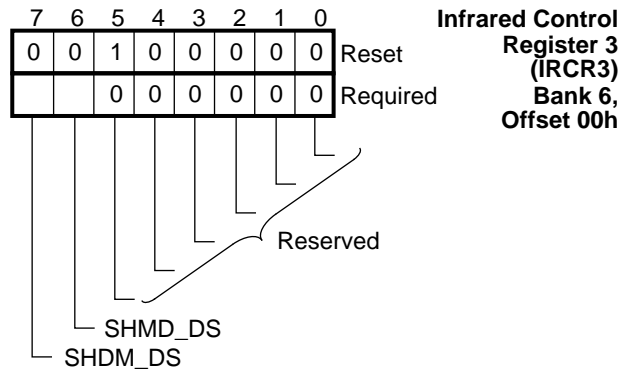 7 6 5 4 3 2 1 0
0 0 1 0 0 0 0 0 Reset
0 0 0 0 0 0 Required
Infrared Control
Register 3
(IRCR3)
Bank 6,
Offset 00h
Reserved
SHMD_DS
SHDM_DS